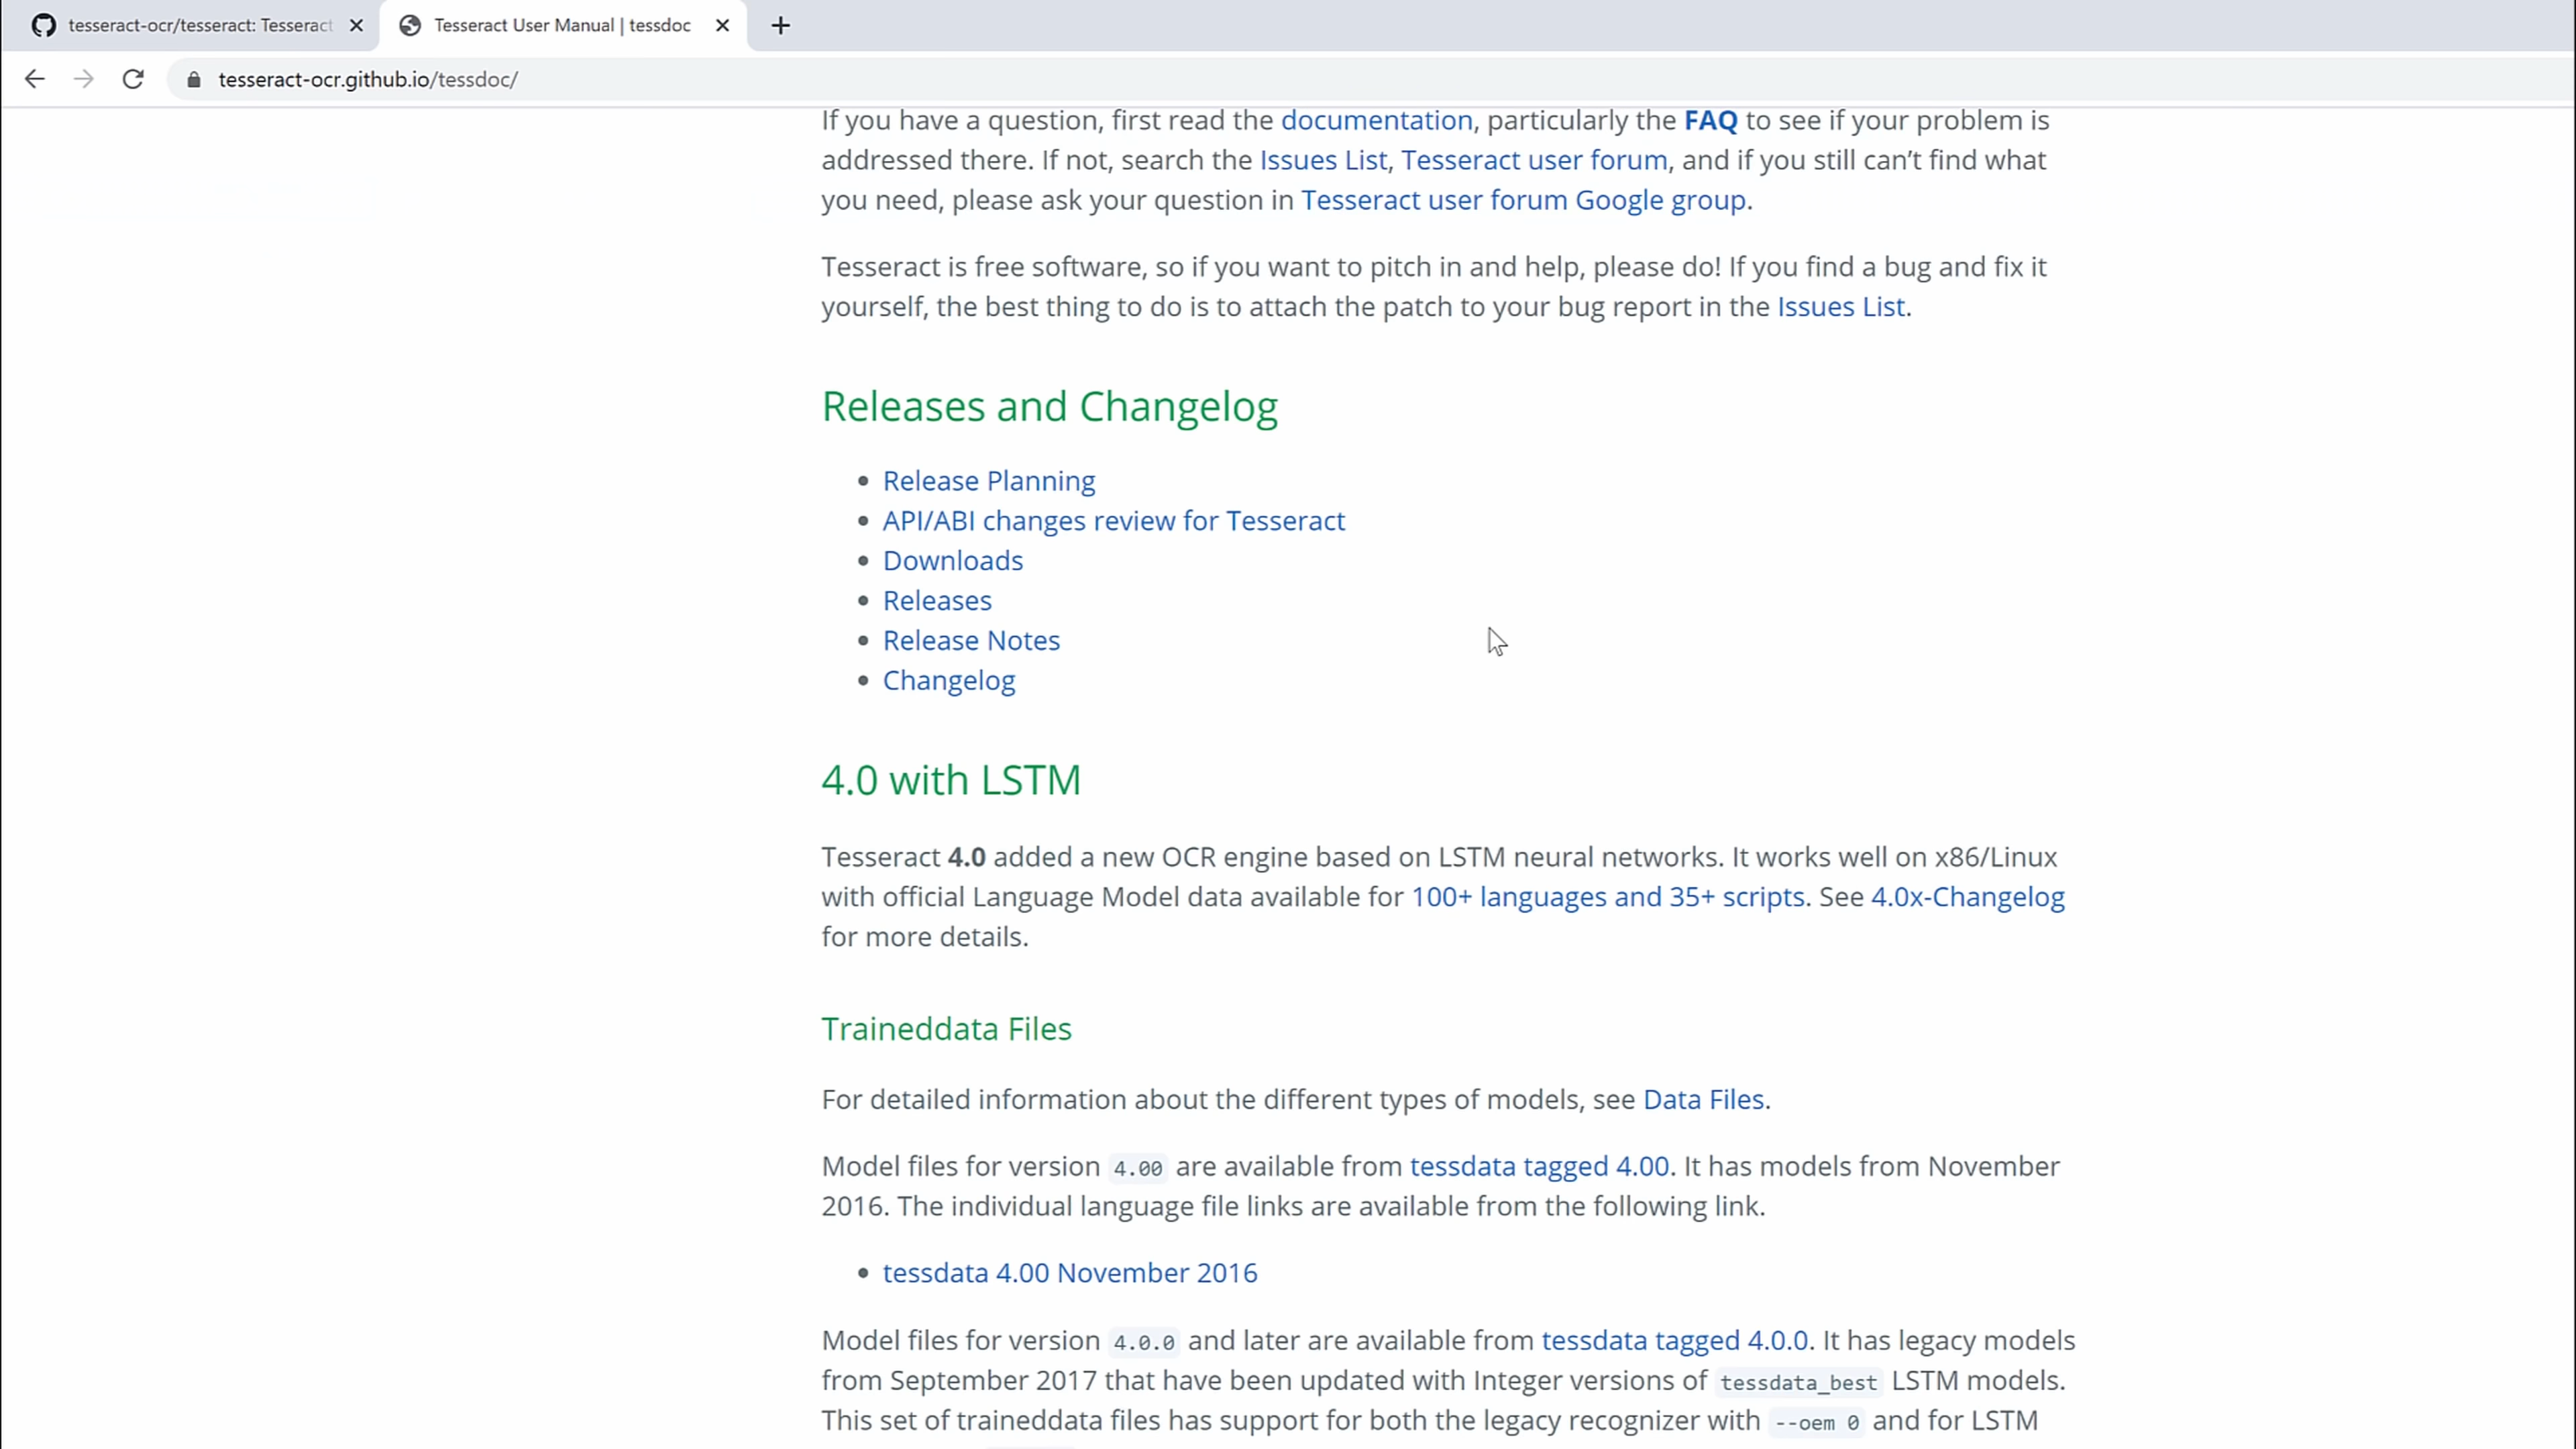 tesseract-ocr/tesseract: Tesseract
Tesseract User Manual | tessdoc
tesseract-ocr.github.io/tessdoc/
If you have a question, first read the documentation, particularly the FAQ to see if your problem is
addressed there. If not, search the Issues List, Tesseract user forum, and if you still can’t find what
you need, please ask your question in Tesseract user forum Google group.
Tesseract is free software, so if you want to pitch in and help, please do! If you find a bug and fix it
yourself, the best thing to do is to attach the patch to your bug report in the Issues List.
Releases and Changelog
• Release Planning
• API/ABI changes review for Tesseract
• Downloads
• Releases
• Release Notes
• Changelog
4.0 with LSTM
Tesseract 4.0 added a new OCR engine based on LSTM neural networks. It works well on x86/Linux
with official Language Model data available for 100+ languages and 35+ scripts. See 4.0x-Changelog
for more details.
Traineddata Files
For detailed information about the different types of models, see Data Files.
Model files for version 4.00 are available from tessdata tagged 4.00. It has models from November
2016. The individual language file links are available from the following link.
• tessdata 4.00 November 2016
Model files for version 4.0.0 and later are available from tessdata tagged 4.0.0. It has legacy models
from September 2017 that have been updated with Integer versions of tessdata_best LSTM models.
This set of traineddata files has support for both the legacy recognizer with --oem 0 and for LSTM